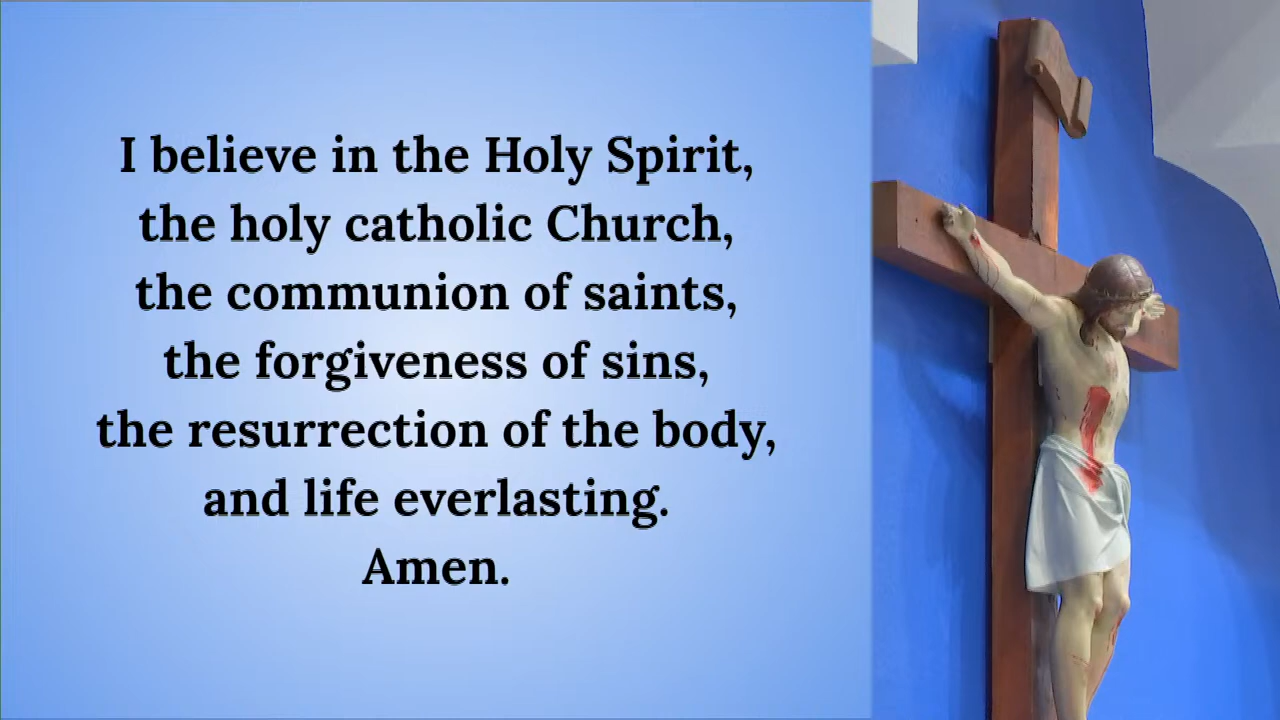 I believe in the Holy Spirit,
the holy catholic Church,
the communion of saints,
the forgiveness of sins,
the resurrection of the body,
and life everlasting.
Amen.